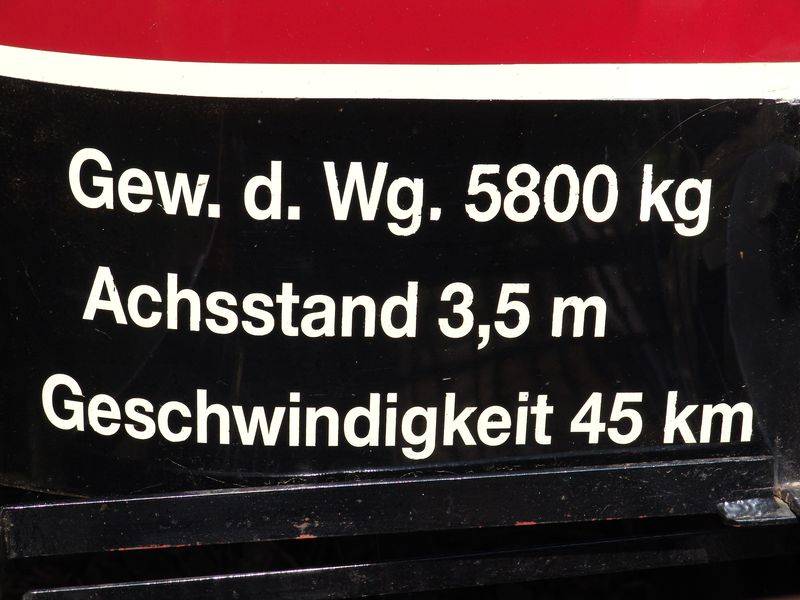 Gew. d. Wg. 5800 kg
Achsstand 3,5 m
Geschwindigkeit 45 km